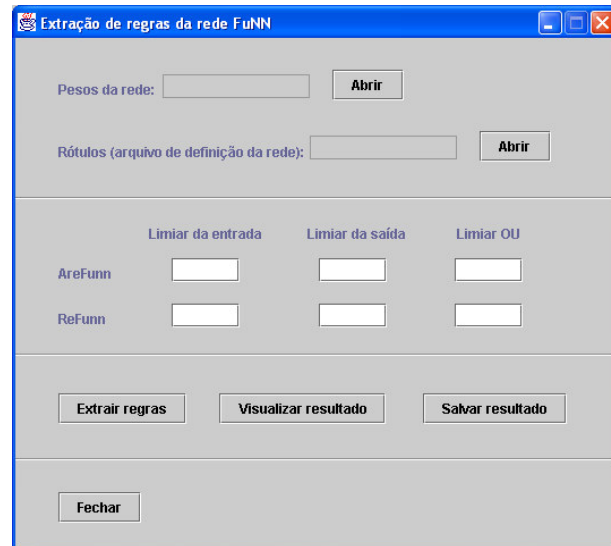 Extração de regras da rede FuNN
Pesos da rede: Abrir
Rótulos (arquivo de definição da rede): Abrir
Limiar da entrada Limiar da saída Limiar OU
AreFunn
ReFunn
Extrair regras Visualizar resultado Salvar resultado
Fechar